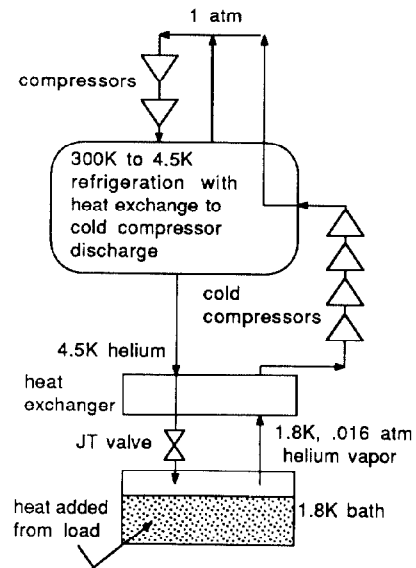 1 atm
compressors
300K to 4.5K
refrigeration with
heat exchange to
cold compressor
discharge
cold
compressors
4.5K helium
heat
exchanger
JT valve
1.8K, .016 atm
helium vapor
1.8K bath
heat added
from load